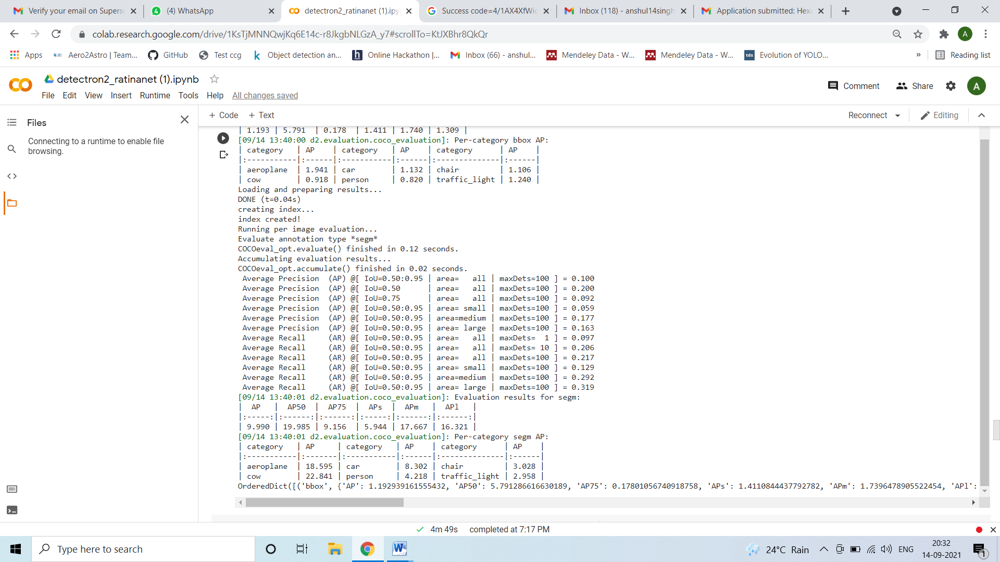 Verify your email on Superse
(4) WhatsApp
detectron2_ratinanet (1).ipy
Success code=4/1AX4XfWic
Inbox (118) - anshul14singh
Application submitted: Hexa
colab.research.google.com/drive/1KsTjMNNQwjKq6E14c-r8JkgbNLGzA_y7#scrollTo=KtJXBhr8QkQr
A
Apps
Aero2Astro | Team...
GitHub
Test ccg
Object detection an...
Online Hackathon |...
Inbox (66) - anshul...
Mendeley Data - W...
Mendeley Data - W...
tds Evolution of YOLO...
»
Reading list
detectron2_ratinanet (1).ipynb
File Edit View Insert Runtime Tools Help All changes saved
Comment Share A
Files
Connecting to a runtime to enable file
browsing.
+ Code + Text
Reconnect Editing
| 1.193 | 5.791 | 0.178 | 1.411 | 1.740 | 1.309 |
[09/14 13:40:00 d2.evaluation.coco_evaluation]: Per-category bbox AP:
| category | AP | category | AP | category | AP |
|:-----------|:------|:-----------|:------|:--------------|:------|
| aeroplane | 1.941 | car | 1.132 | chair | 1.106 |
| cow | 0.918 | person | 0.820 | traffic_light | 1.240 |
Loading and preparing results...
DONE (t=0.04s)
creating index...
index created!
Running per image evaluation...
Evaluate annotation type *segm*
COCOeval_opt.evaluate() finished in 0.12 seconds.
Accumulating evaluation results...
COCOeval_opt.accumulate() finished in 0.02 seconds.
Average Precision (AP) @[ IoU=0.50:0.95 | area= all | maxDets=100 ] = 0.100
Average Precision (AP) @[ IoU=0.50 | area= all | maxDets=100 ] = 0.200
Average Precision (AP) @[ IoU=0.75 | area= all | maxDets=100 ] = 0.092
Average Precision (AP) @[ IoU=0.50:0.95 | area= small | maxDets=100 ] = 0.059
Average Precision (AP) @[ IoU=0.50:0.95 | area=medium | maxDets=100 ] = 0.177
Average Precision (AP) @[ IoU=0.50:0.95 | area= large | maxDets=100 ] = 0.163
Average Recall (AR) @[ IoU=0.50:0.95 | area= all | maxDets= 1 ] = 0.097
Average Recall (AR) @[ IoU=0.50:0.95 | area= all | maxDets= 10 ] = 0.206
Average Recall (AR) @[ IoU=0.50:0.95 | area= all | maxDets=100 ] = 0.217
Average Recall (AR) @[ IoU=0.50:0.95 | area= small | maxDets=100 ] = 0.129
Average Recall (AR) @[ IoU=0.50:0.95 | area=medium | maxDets=100 ] = 0.292
Average Recall (AR) @[ IoU=0.50:0.95 | area= large | maxDets=100 ] = 0.319
[09/14 13:40:01 d2.evaluation.coco_evaluation]: Evaluation results for segm:
| AP | AP50 | AP75 | APs | APm | APl |
|:-----:|:------:|:------:|:-----:|:------:|:------:|
| 9.990 | 19.985 | 9.156 | 5.944 | 17.667 | 16.321 |
[09/14 13:40:01 d2.evaluation.coco_evaluation]: Per-category segm AP:
| category | AP | category | AP | category | AP |
|:-----------|:-------|:-----------|:------|:--------------|:------|
| aeroplane | 18.595 | car | 8.302 | chair | 3.028 |
| cow | 22.841 | person | 4.218 | traffic_light | 2.958 |
OrderedDict([('bbox', {'AP': 1.192939161555432, 'AP50': 5.791286616630189, 'AP75': 0.17801056740918758, 'APs': 1.4110844437792782, 'APm': 1.7396478905522454, 'APl':
4m 49s completed at 7:17 PM
Type here to search
24°C Rain
ENG
20:32
14-09-2021
1